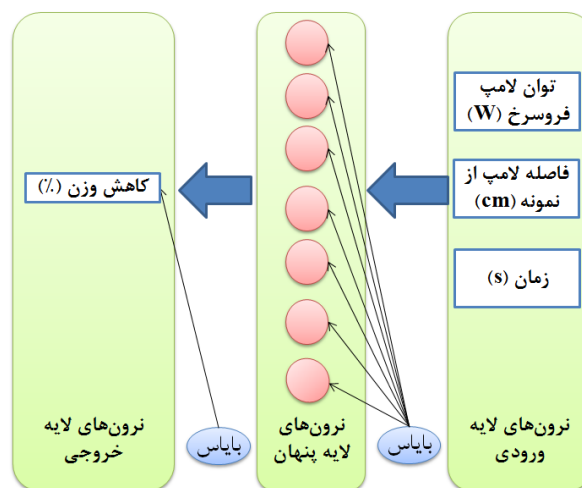 توان لامپ
فروسرخ (W)
فاصله لامپ از
نمونه (cm)
زمان (s)
نرون‌های لایه
ورودی
بایاس
نرون‌های
لایه پنهان
بایاس
کاهش وزن (٪)
نرون‌های لایه
خروجی